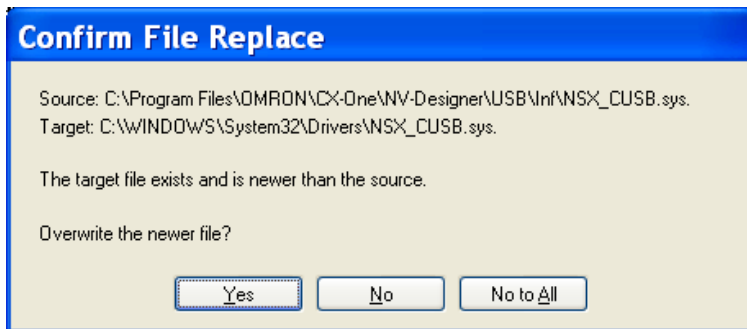 Confirm File Replace
Source: C:\Program Files\OMRON\CX-One\NV-Designer\USB\Inf\NSX_CUSB.sys.
Target: C:\WINDOWS\System32\Drivers\NSX_CUSB.sys.
The target file exists and is newer than the source.
Overwrite the newer file?
Yes No No to All